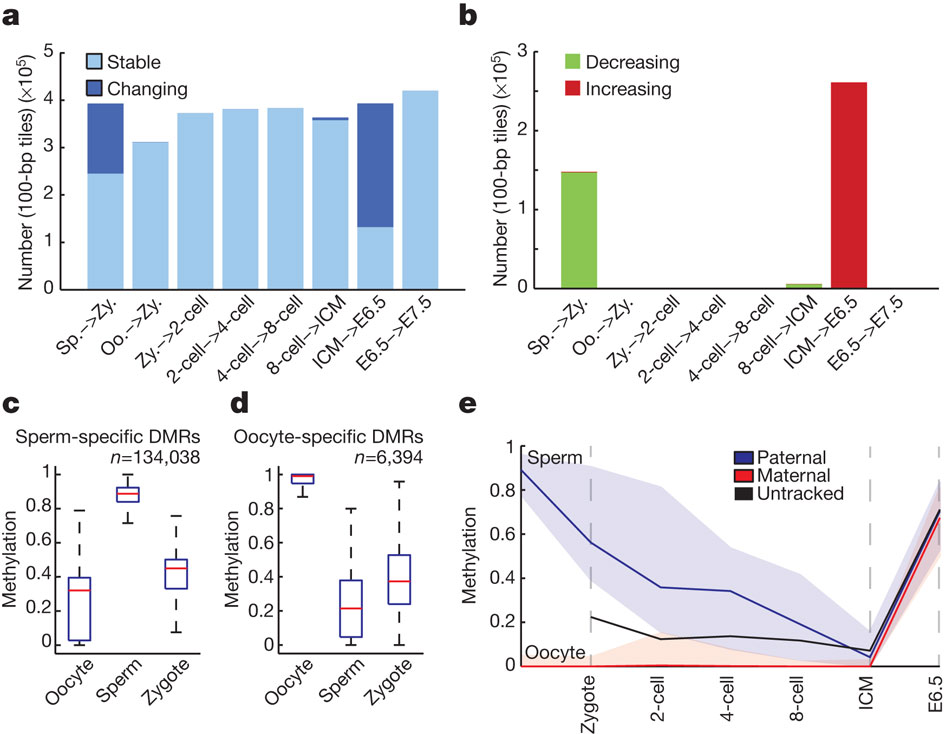 a
Number (100-bp tiles) (×10⁵)
5
4
3
2
1
0
Stable
Changing
Sp.-->Zy.
Oo.-->Zy.
Zy.-->2-cell
2-cell-->4-cell
4-cell-->8-cell
8-cell-->ICM
ICM-->E6.5
E6.5-->E7.5
b
Number (100-bp tiles) (×10⁵)
3
2
1
0
Decreasing
Increasing
Sp.-->Zy.
Oo.-->Zy.
Zy.-->2-cell
2-cell-->4-cell
4-cell-->8-cell
8-cell-->ICM
ICM-->E6.5
E6.5-->E7.5
c
Sperm-specific DMRs
n=134,038
Methylation
1
0.8
0.6
0.4
0.2
0
Oocyte
Sperm
Zygote
d
Oocyte-specific DMRs
n=6,394
Methylation
1
0.8
0.6
0.4
0.2
0
Oocyte
Sperm
Zygote
e
Methylation
1
0.8
0.6
0.4
0.2
0
Sperm
Oocyte
Paternal
Maternal
Untracked
Zygote
2-cell
4-cell
8-cell
ICM
E6.5